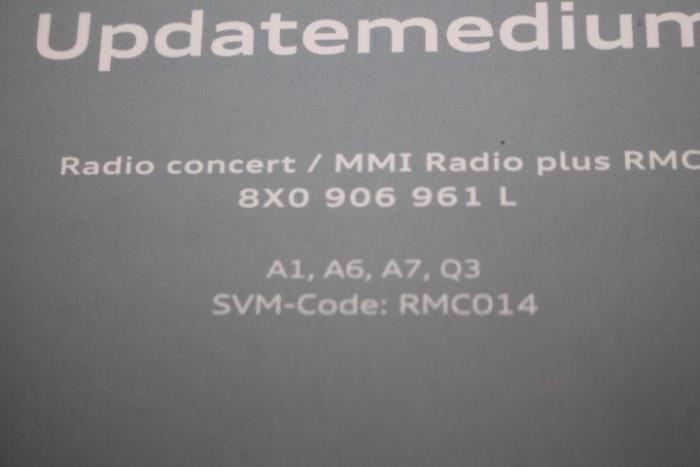 Updatemedium
Radio concert / MMI Radio plus RMC
8X0 906 961 L
A1, A6, A7, Q3
SVM-Code: RMC014